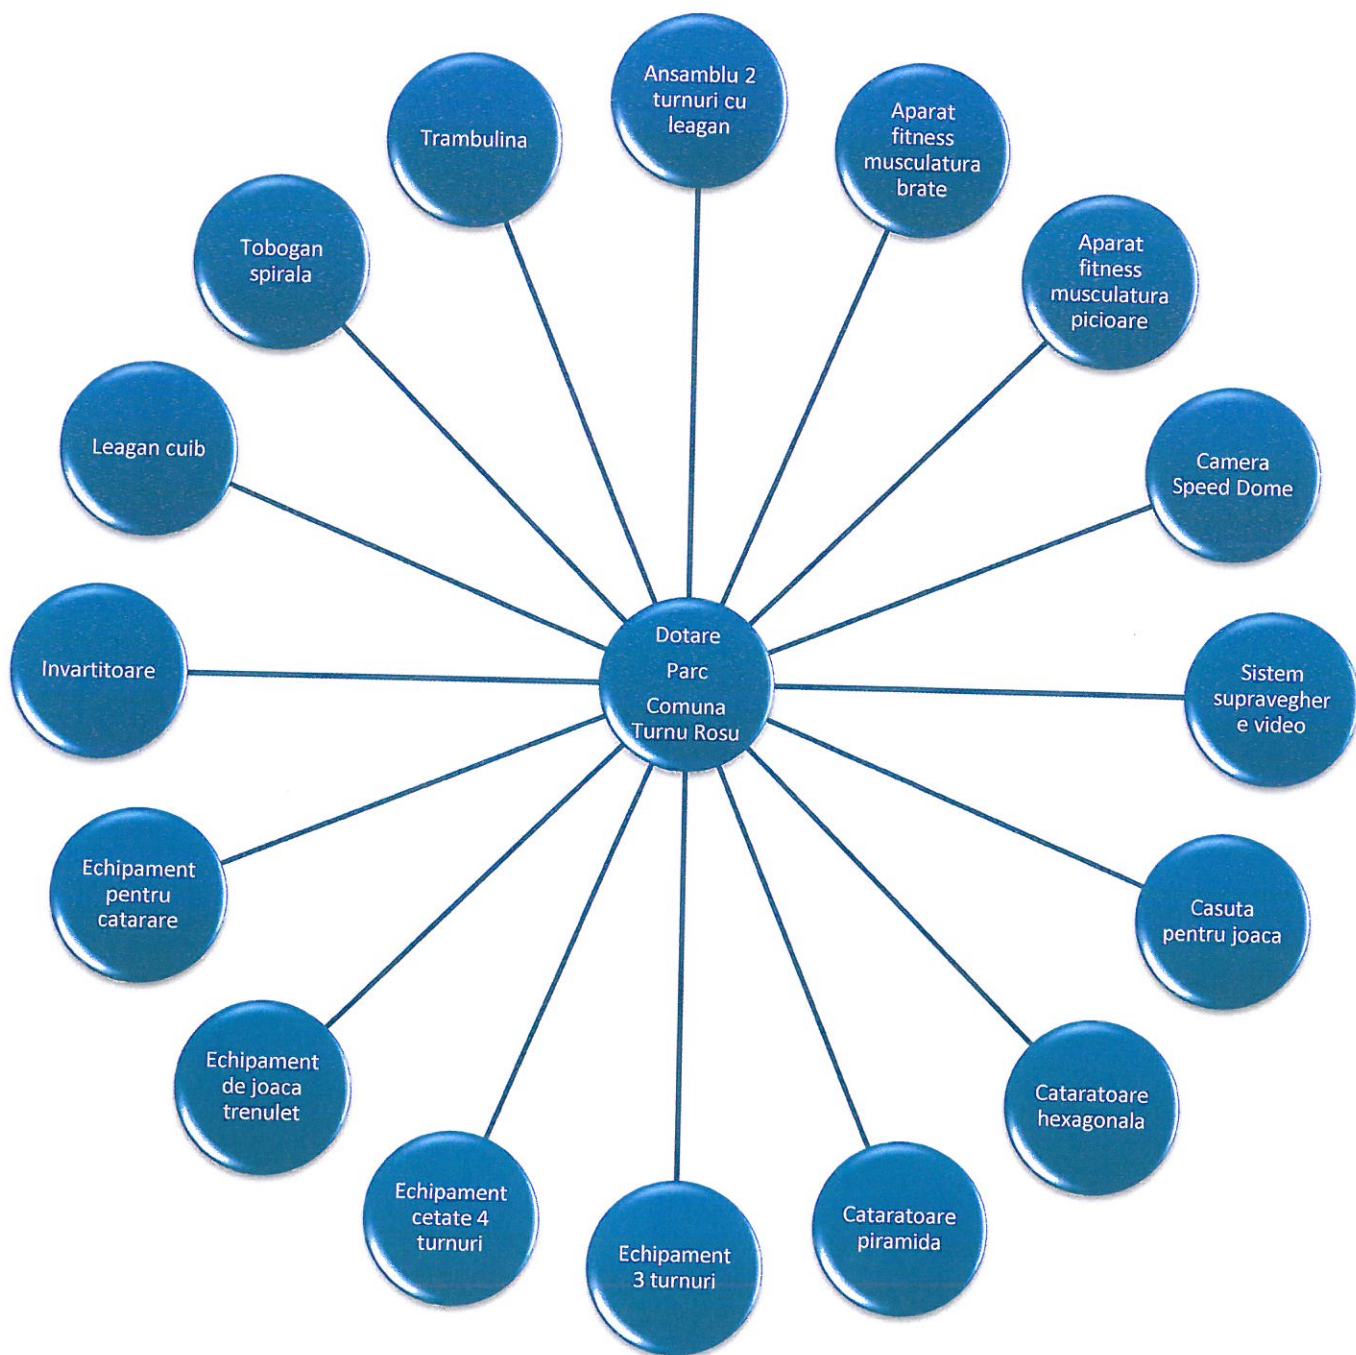 Ansamblu 2
turnuri cu
leagan
Aparat
fitness
musculatura
brate
Aparat
fitness
musculatura
picioare
Camera
Speed Dome
Sistem
supravegher
e video
Casuta
pentru joaca
Cataratoare
hexagonala
Cataratoare
piramida
Echipament
3 turnuri
Echipament
cetate 4
turnuri
Echipament
de joaca
trenulet
Echipament
pentru
catarare
Invartitoare
Leagan cuib
Tobogan
spirala
Trambulina
Dotare
Parc
Comuna
Turnu Rosu